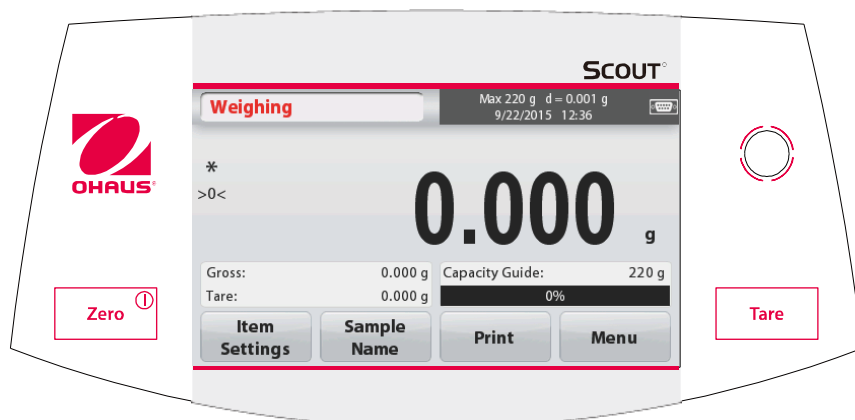 SCOUT
Weighing
Max 220 g d = 0.001 g
9/22/2015 12:36
OHAUS
*
>0<
0.000 g
Gross: 0.000 g
Tare: 0.000 g
Capacity Guide: 220 g
0%
Zero
Tare
Item Settings
Sample Name
Print
Menu